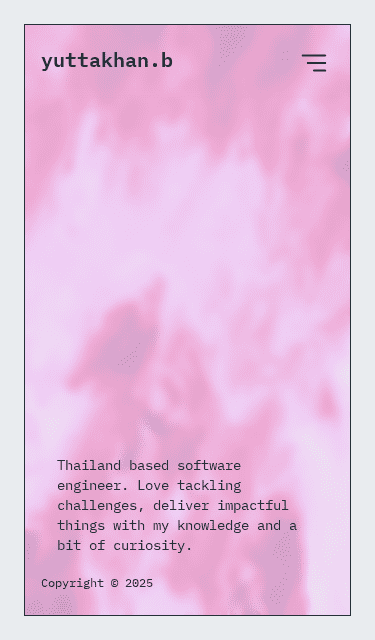 yuttakhan.b
Thailand based software
engineer. Love tackling
challenges, deliver impactful
things with my knowledge and a
bit of curiosity.
Copyright © 2025